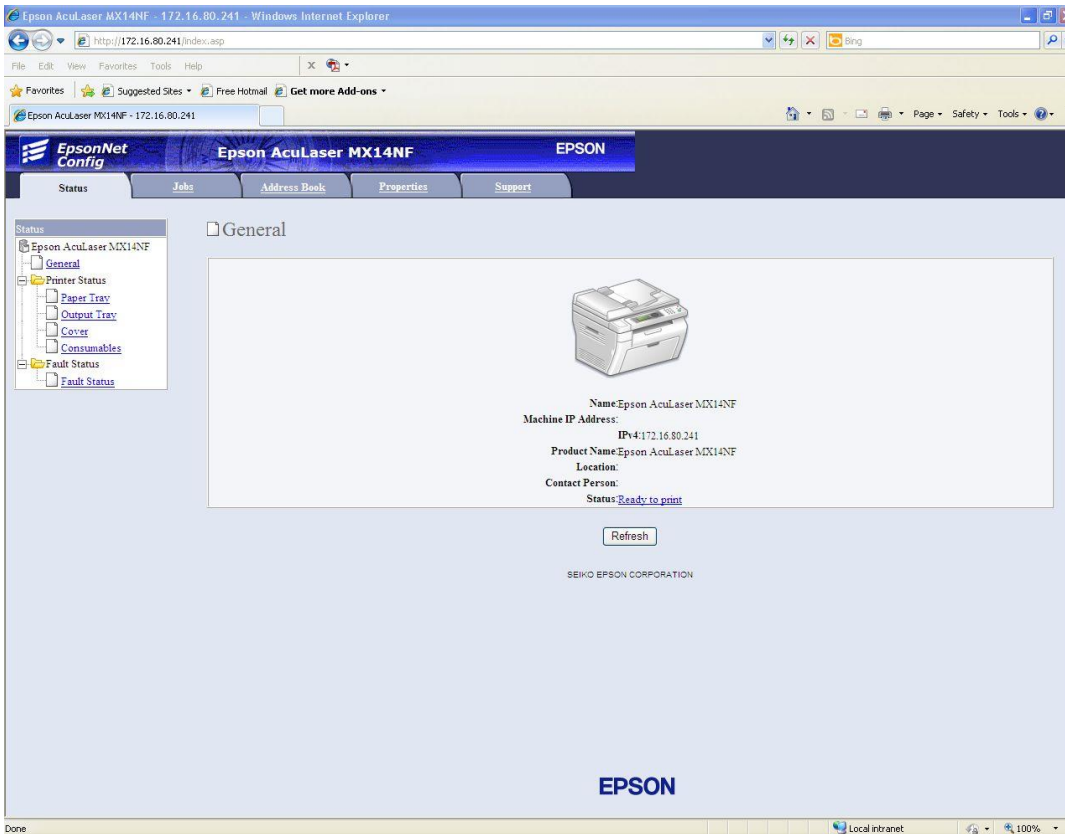 Epson AcuLaser MX14NF - 172.16.80.241 - Windows Internet Explorer
http://172.16.80.241/index.asp
Bing
File Edit View Favorites Tools Help
X
Favorites Suggested Sites Free Hotmail Get more Add-ons
Epson AcuLaser MX14NF - 172.16.80.241
Page Safety Tools
EpsonNet
Config
Epson AcuLaser MX14NF
EPSON
Status Jobs Address Book Properties Support
Status
Epson AcuLaser MX14NF
General
Printer Status
Paper Tray
Output Tray
Cover
Consumables
Fault Status
Fault Status
General
Name:Epson AcuLaser MX14NF
Machine IP Address:
IPv4:172.16.80.241
Product Name:Epson AcuLaser MX14NF
Location:
Contact Person:
Status:Ready to print
Refresh
SEIKO EPSON CORPORATION
EPSON
Done Local intranet 100%